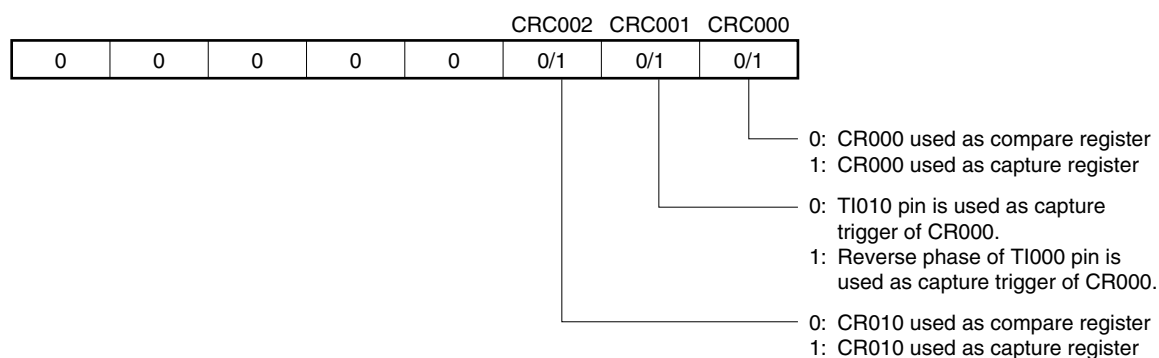 CRC002 CRC001 CRC000
0 0 0 0 0 0/1 0/1 0/1
0: CR000 used as compare register
1: CR000 used as capture register
0: TI010 pin is used as capture
trigger of CR000.
1: Reverse phase of TI000 pin is
used as capture trigger of CR000.
0: CR010 used as compare register
1: CR010 used as capture register